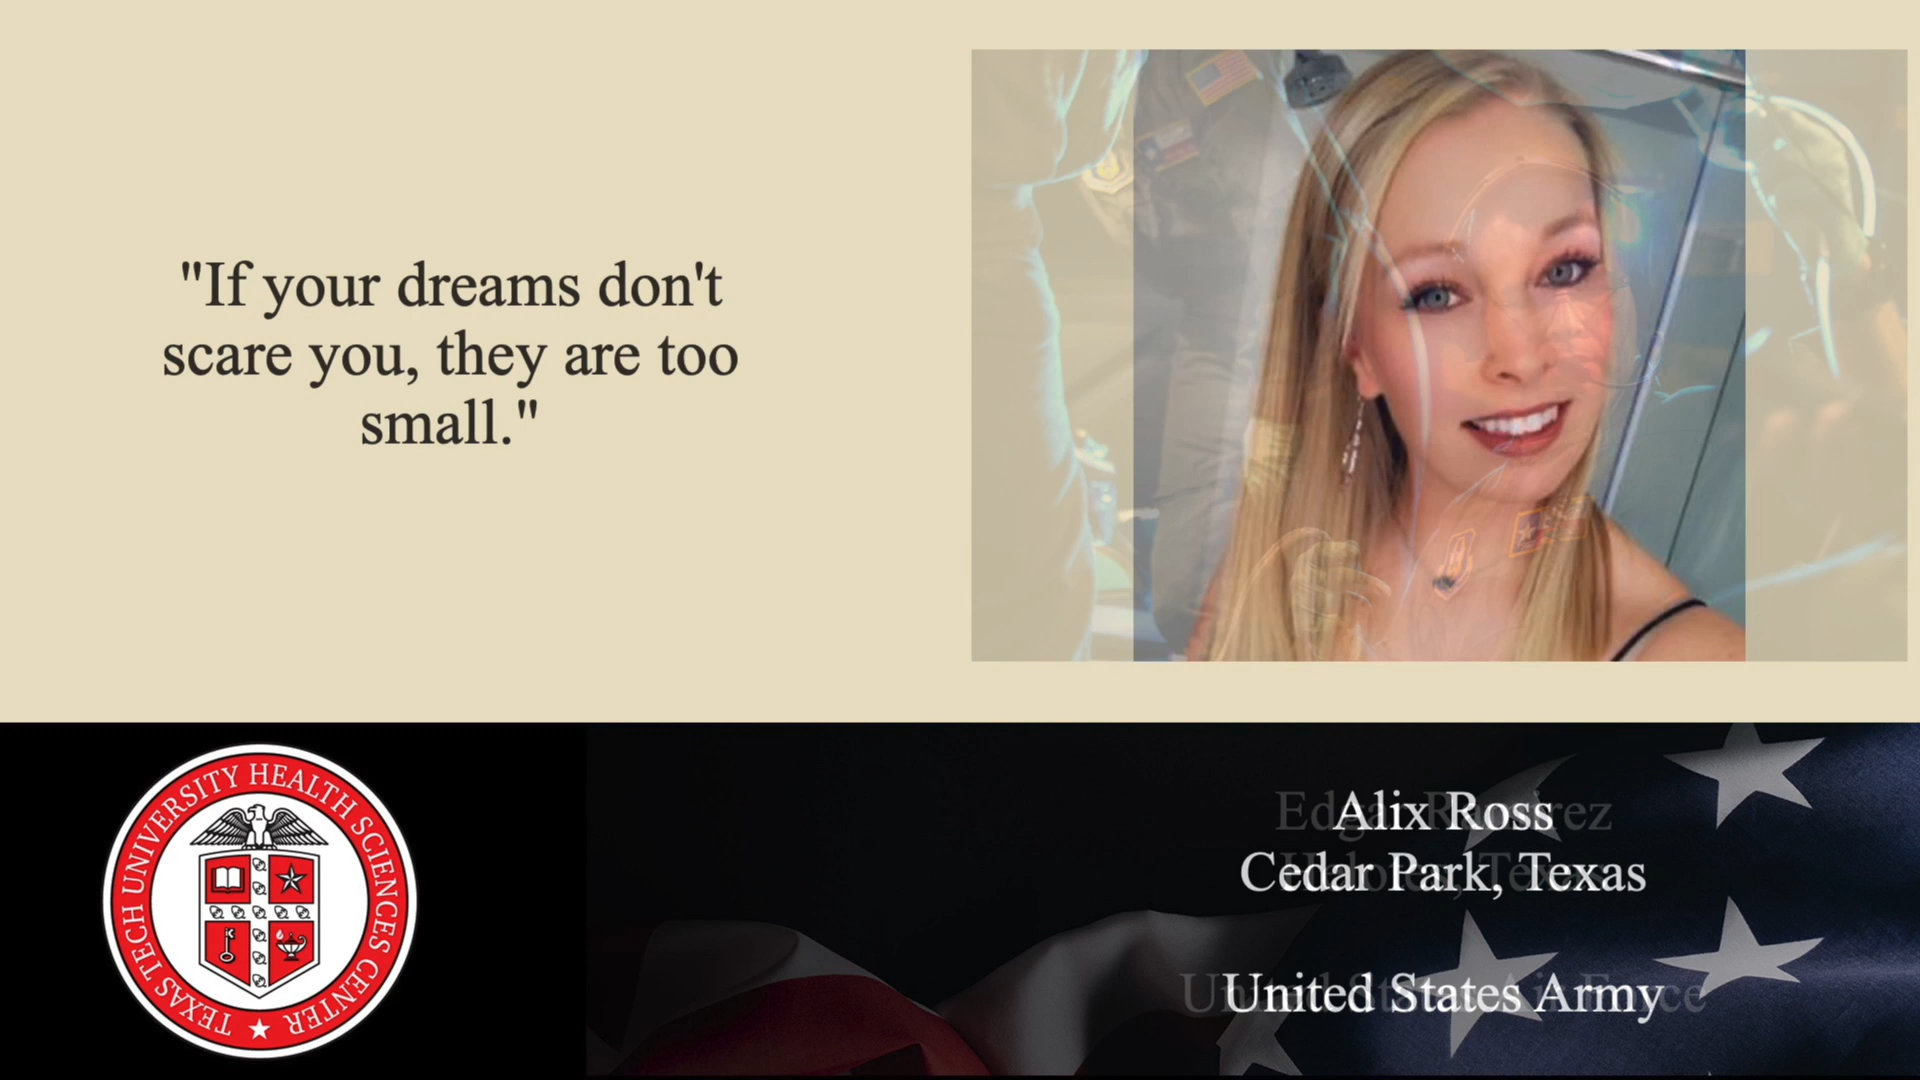 "If your dreams don't
scare you, they are too
small."
TEXAS TECH UNIVERSITY HEALTH SCIENCES CENTER
Alix Ross
Cedar Park, Texas
United States Army